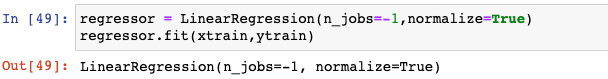 In [49]: regressor = LinearRegression(n_jobs=-1,normalize=True)
regressor.fit(xtrain,ytrain)
Out[49]: LinearRegression(n_jobs=-1, normalize=True)